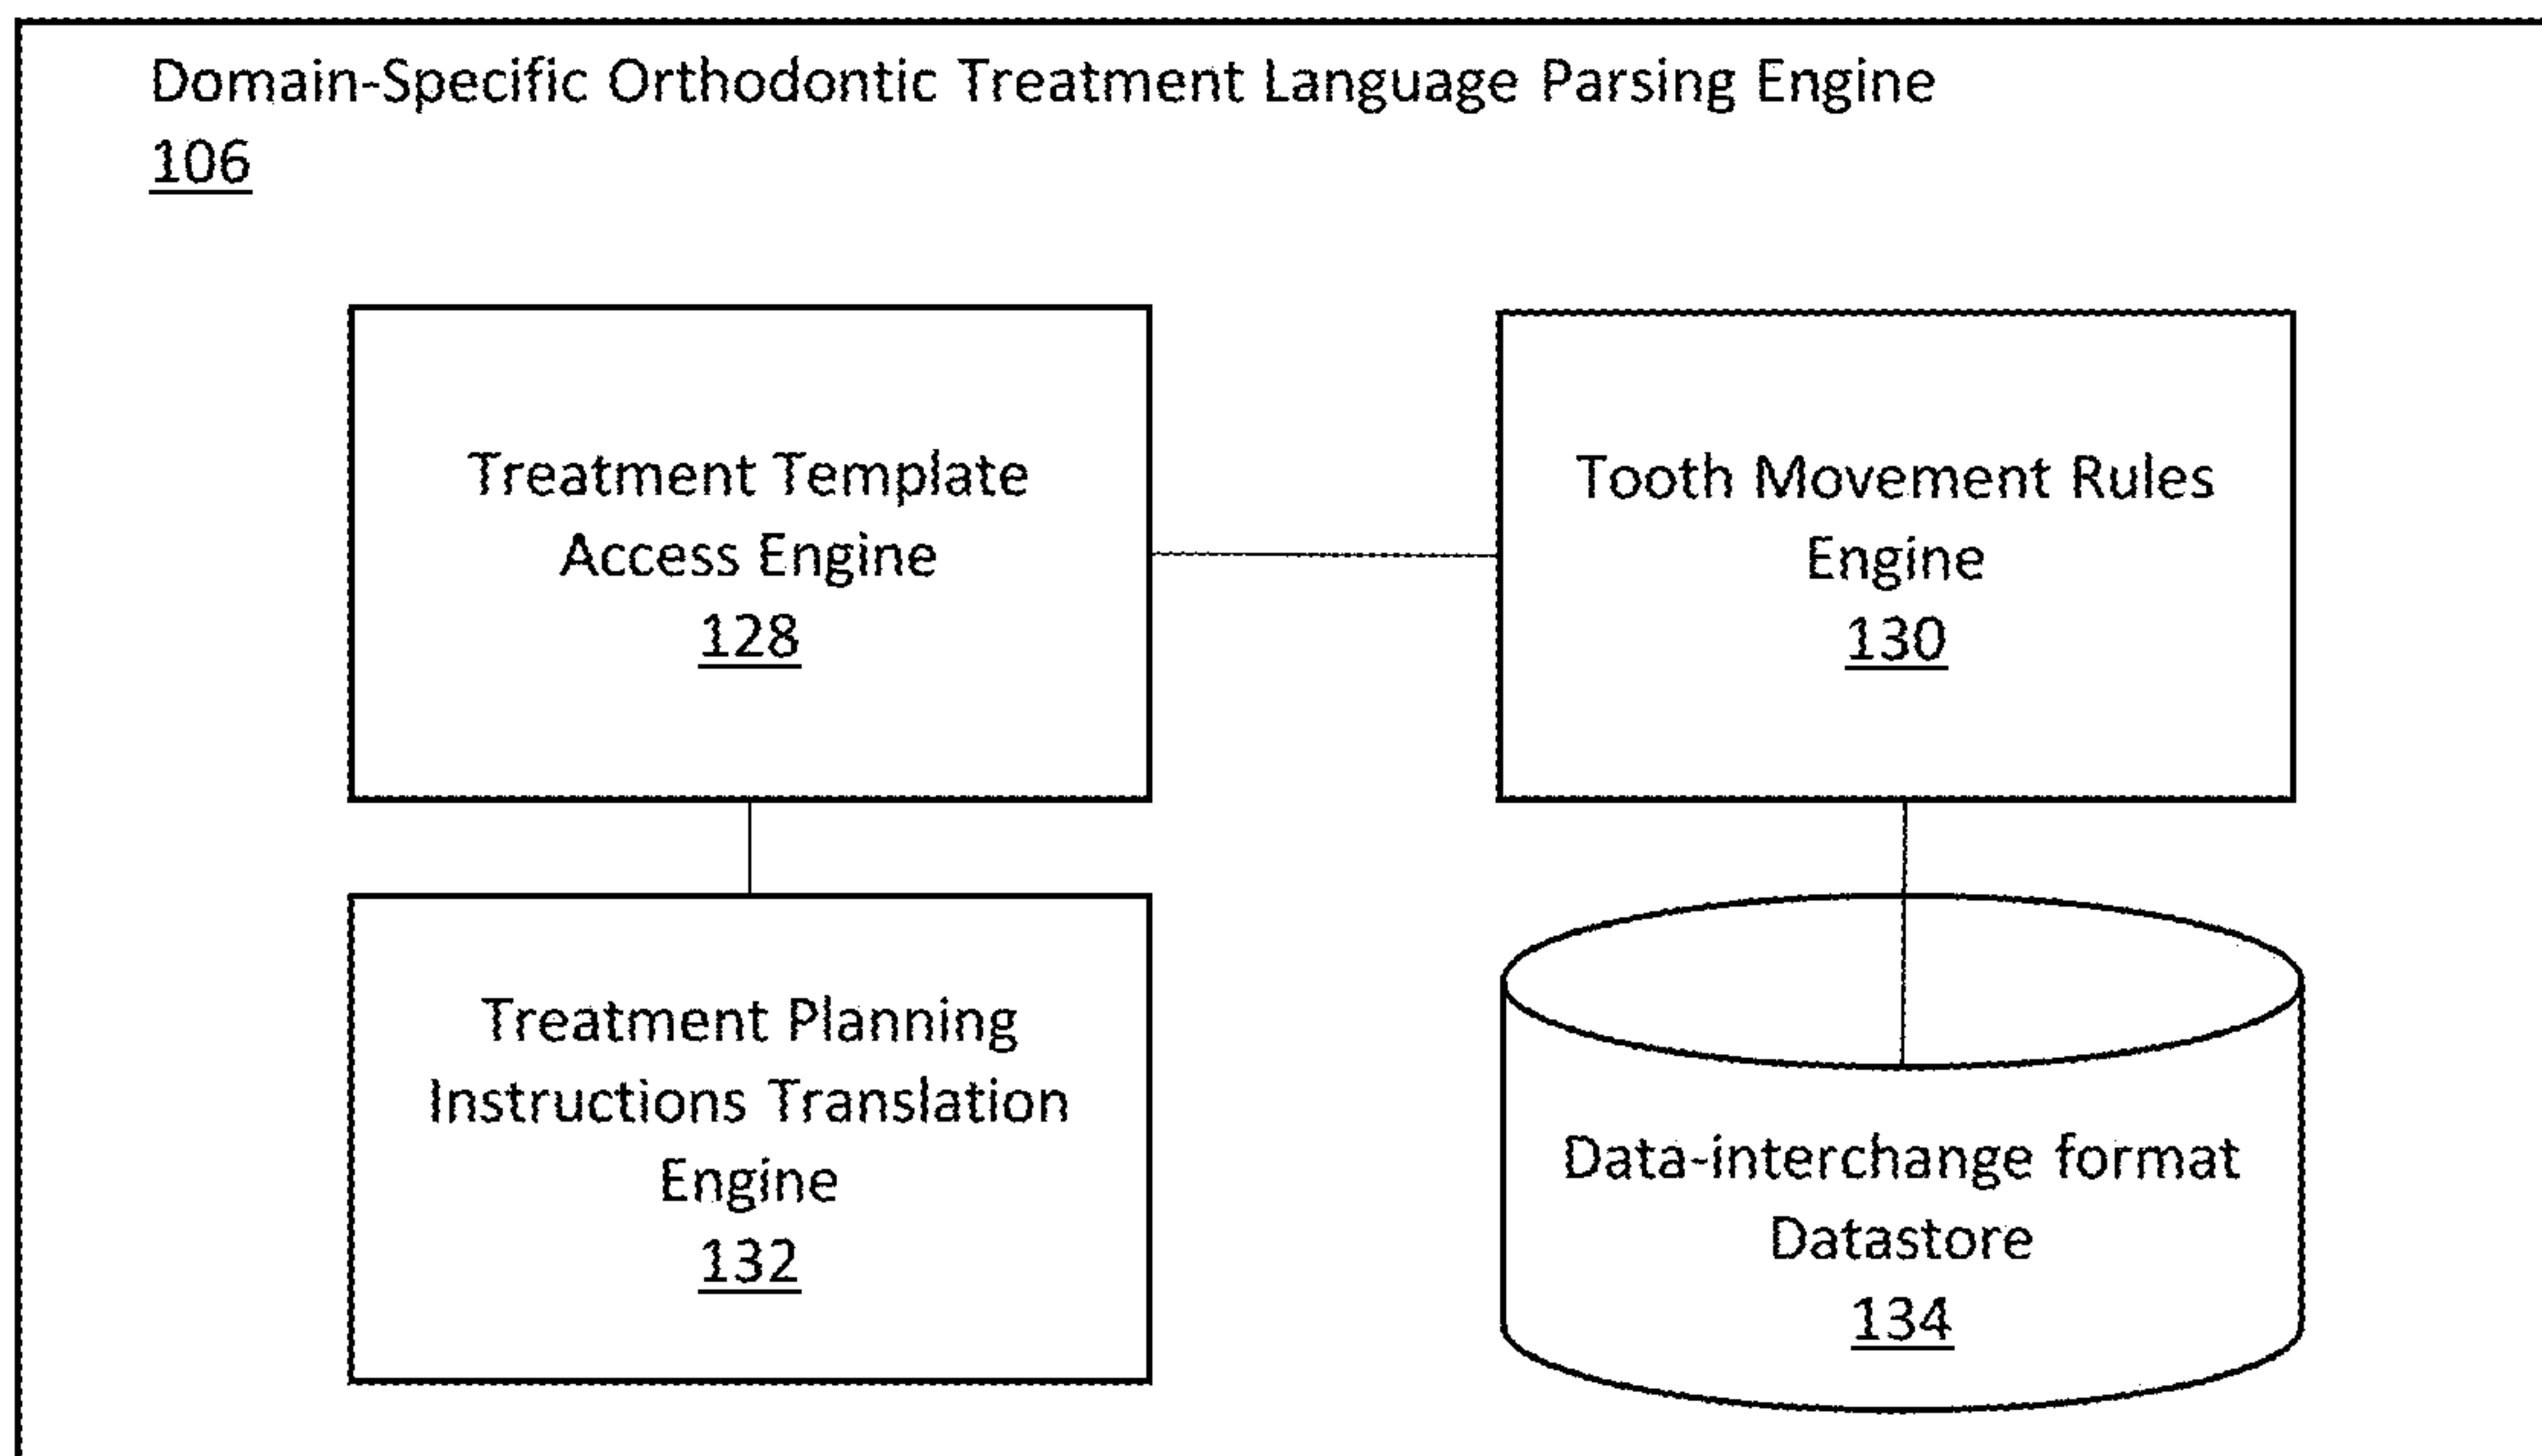 Domain-Specific Orthodontic Treatment Language Parsing Engine
106
Treatment Template
Access Engine
128
Tooth Movement Rules
Engine
130
Treatment Planning
Instructions Translation
Engine
132
Data-interchange format
Datastore
134